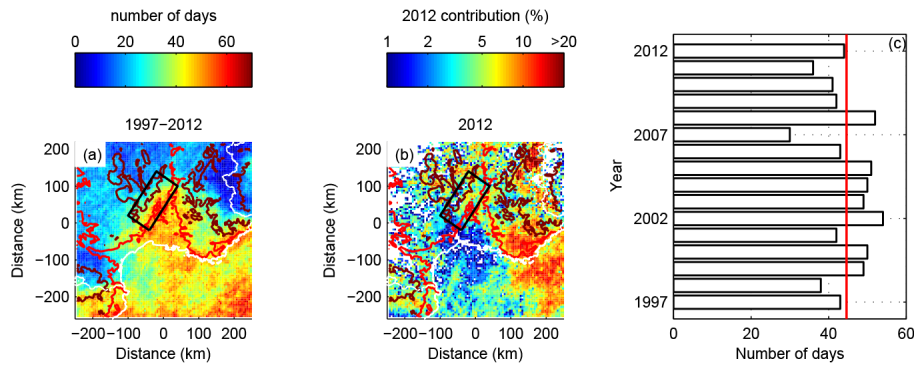 number of days
0 20 40 60
1997−2012
(a)
200
100
0
−100
−200
Distance (km)
−200−100 0 100 200
Distance (km)
2012 contribution (%)
1 2 5 10 >20
2012
(b)
200
100
0
−100
−200
Distance (km)
−200−100 0 100 200
Distance (km)
(c)
2012
2007
2002
1997
Year
0 20 40 60
Number of days